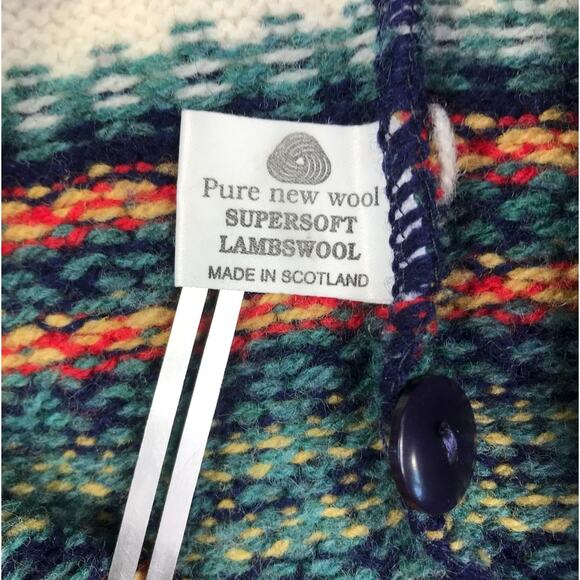 Pure new wool
SUPERSOFT
LAMBSWOOL
MADE IN SCOTLAND